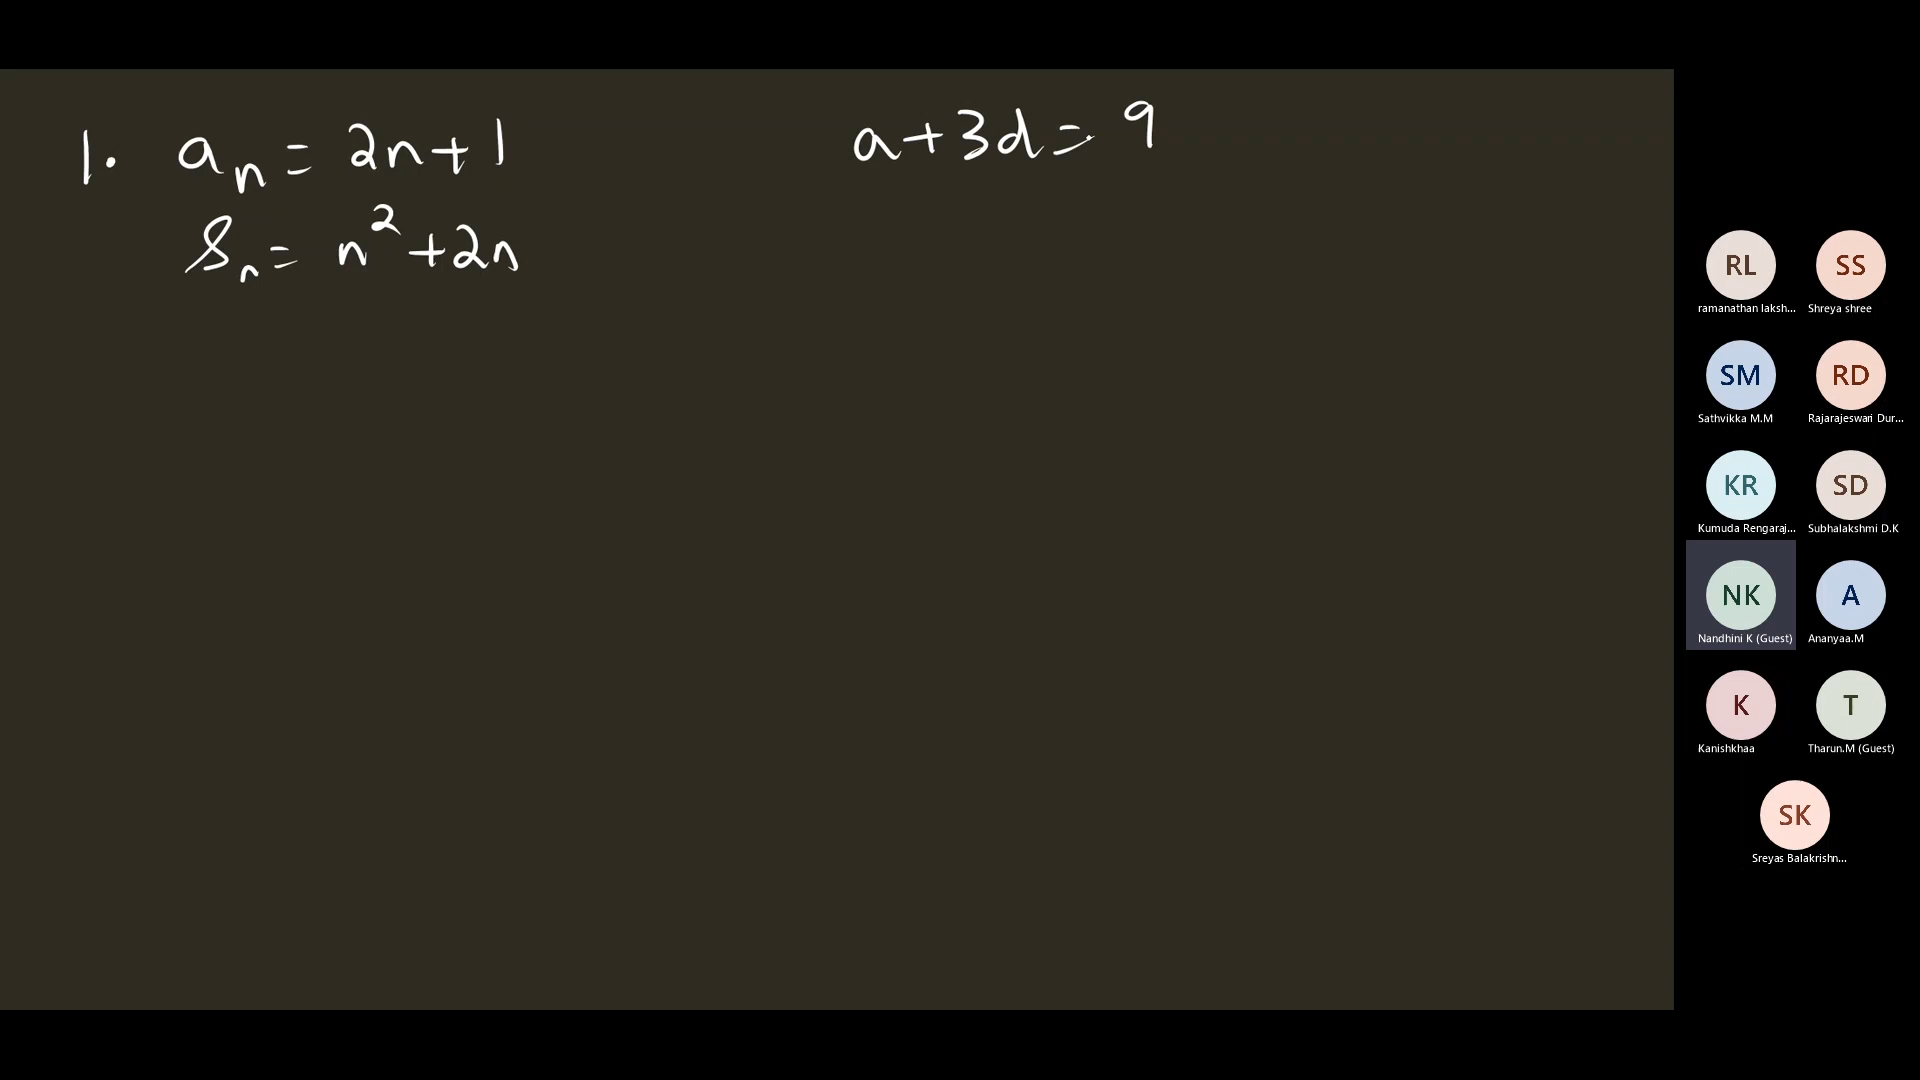 1. aₙ = 2n+1
Sₙ = n²+2n
a+3d = 9
RL
ramanathan laksh...
SS
Shreya shree
SM
Sathvikka M.M
RD
Rajarajeswari Dur...
KR
Kumuda Rengaraj...
SD
Subhalakshmi D.K
NK
Nandhini K (Guest)
A
Ananyaa.M
K
Kanishkhaa
T
Tharun.M (Guest)
SK
Sreyas Balakrishn...